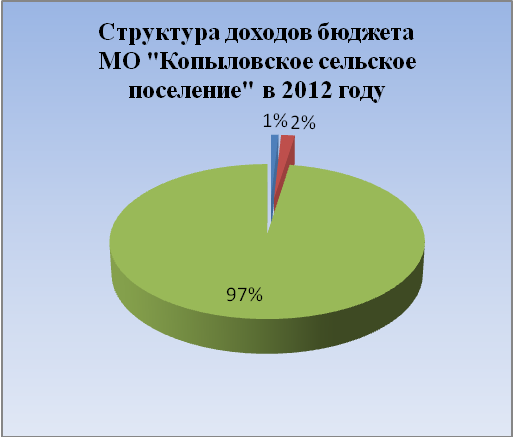 Структура доходов бюджета
МО "Копыловское сельское
поселение" в 2012 году
1% 2%
97%